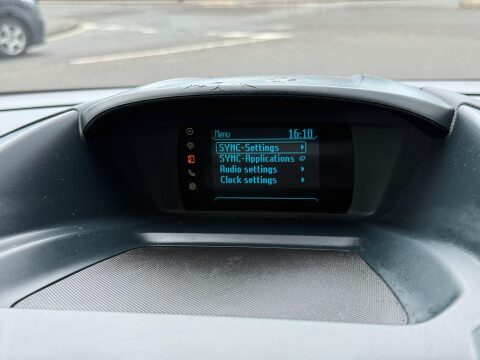 Menu 16:10
SYNC-Settings
SYNC-Applications
Audio settings
Clock settings